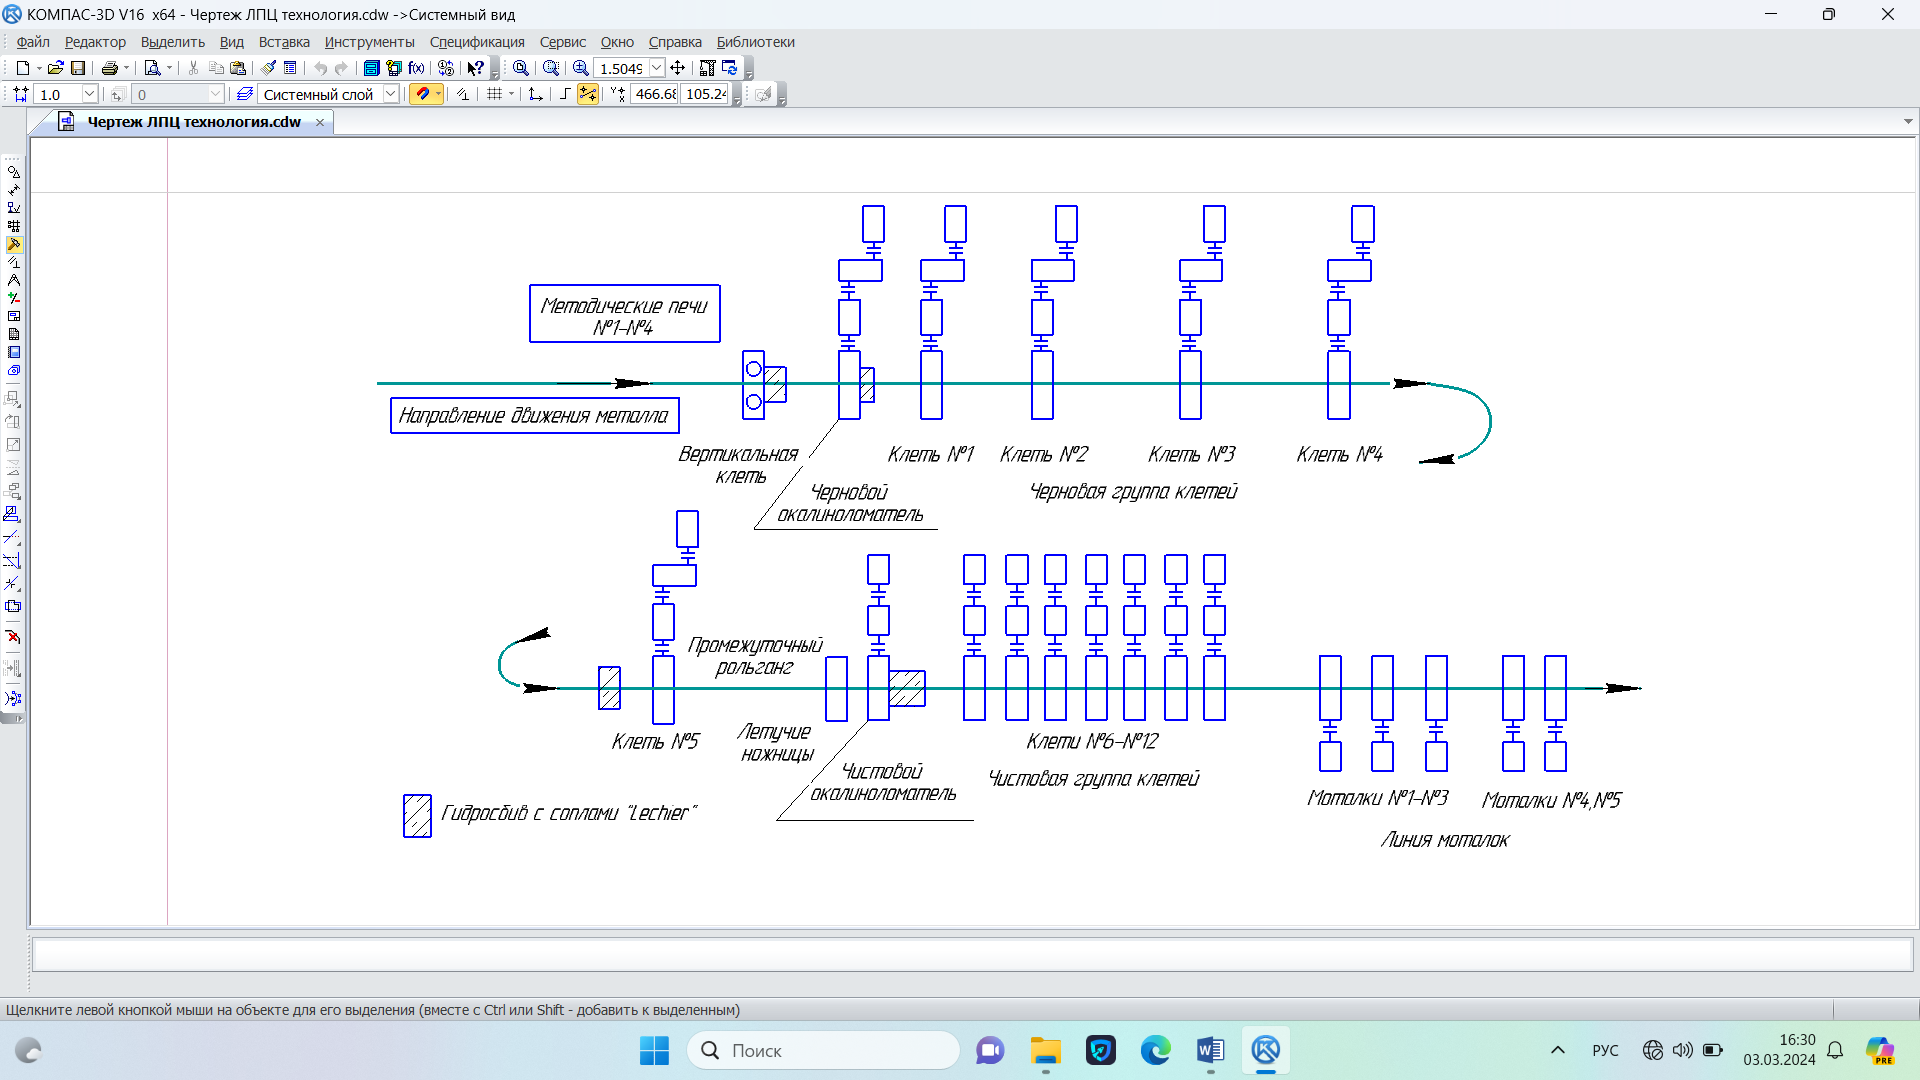 КОМПАС-3D V16  x64 - Чертеж ЛПЦ технология.cdw ->Системный вид
Файл Редактор Выделить Вид Вставка Инструменты Спецификация Сервис Окно Справка Библиотеки
1.5049
1.0 0 Системный слой 466.68 105.24
Чертеж ЛПЦ технология.cdw
Методические печи
№1-№4
Направление движения металла
Вертикальная
клеть
Черновой
окалиноломатель
Клеть №1 Клеть №2 Клеть №3 Клеть №4
Черновая группа клетей
Промежуточный
рольганг
Клеть №5
Летучие
ножницы
Чистовой
окалиноломатель
Клети №6-№12
Чистовая группа клетей
Моталки №1-№3 Моталки №4,№5
Линия моталок
Гидросбив с соплами "Lechier"
Щелкните левой кнопкой мыши на объекте для его выделения (вместе с Ctrl или Shift - добавить к выделенным)
Поиск
РУС
16:30
03.03.2024
PRE